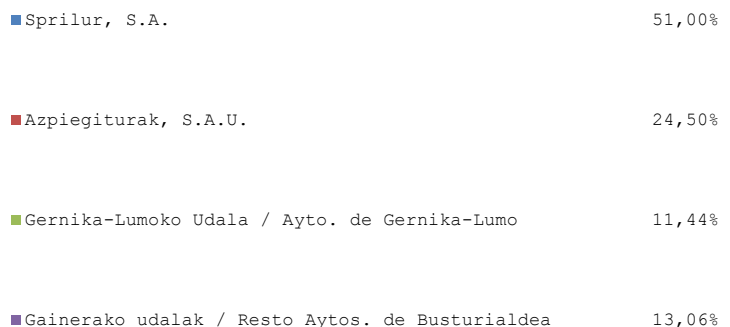 Sprilur, S.A. 51,00%
Azpiegiturak, S.A.U. 24,50%
Gernika-Lumoko Udala / Ayto. de Gernika-Lumo 11,44%
Gainerako udalak / Resto Aytos. de Busturialdea 13,06%